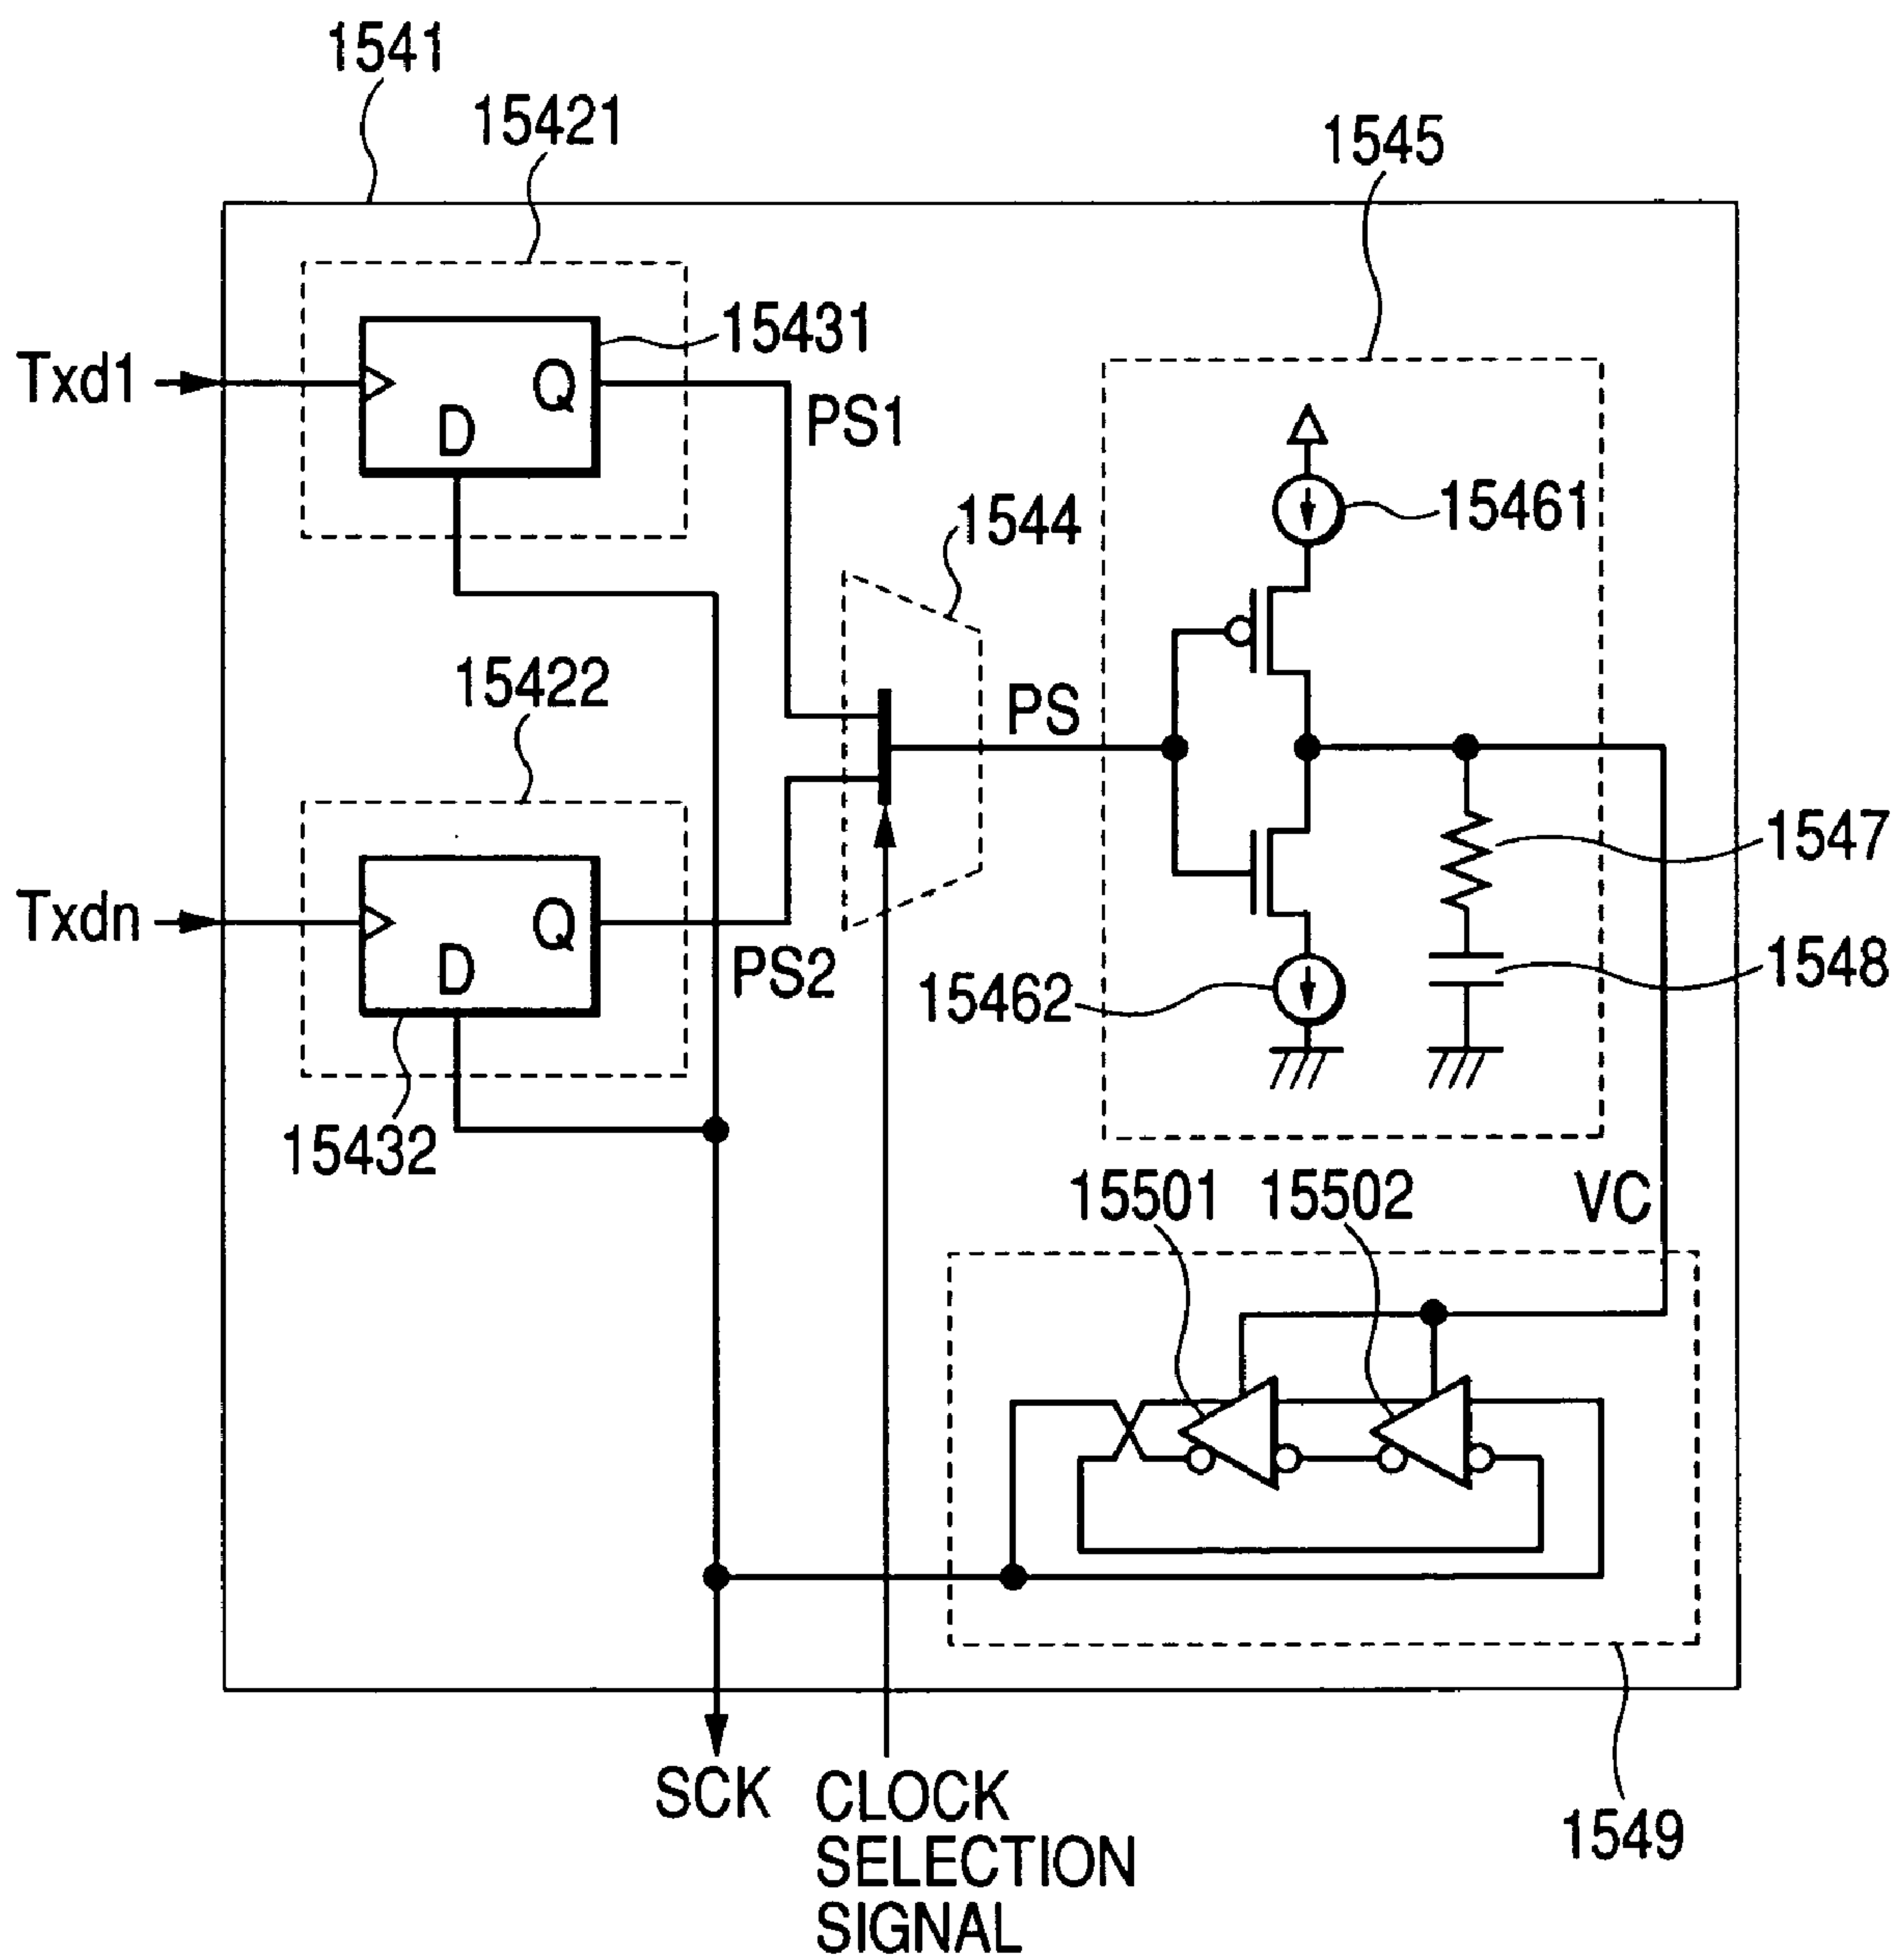 1541
15421
1545
15431
Txd1
Q
D
PS1
15461
1544
15422
PS
1547
Txdn
Q
D
PS2
15462
1548
15432
15501
15502
VC
SCK
CLOCK
SELECTION
SIGNAL
1549